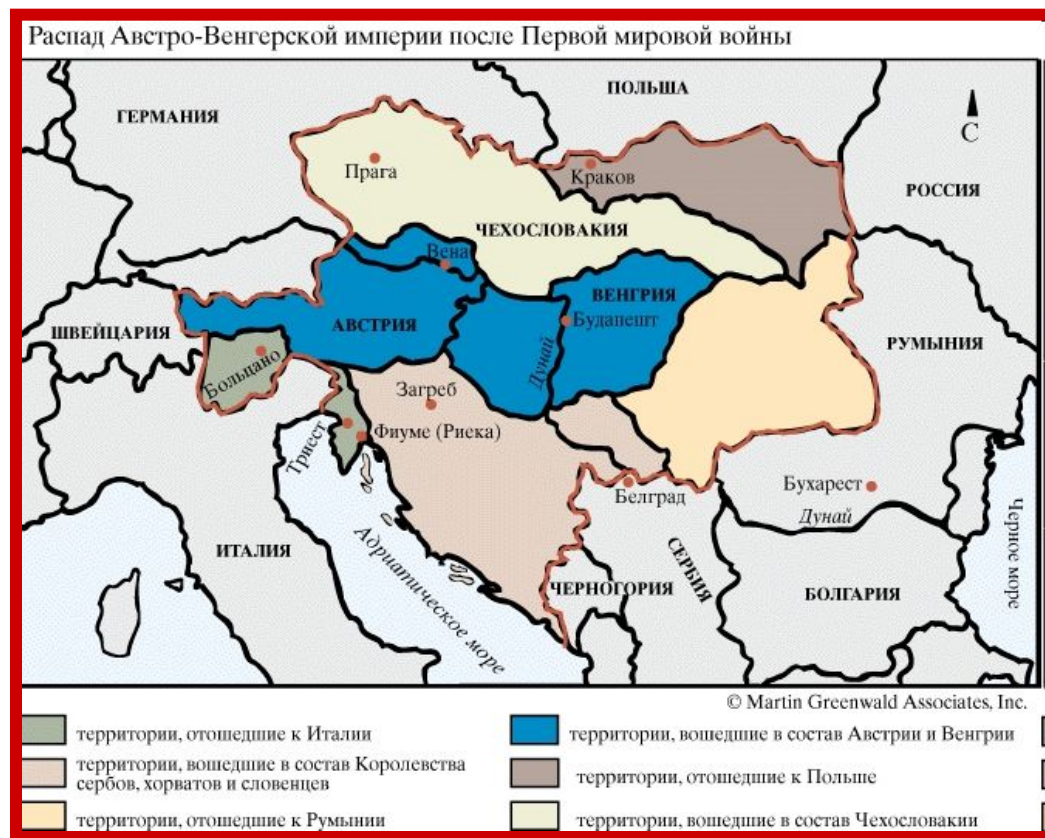 Распад Австро-Венгерской империи после Первой мировой войны
ПОЛЬША
ГЕРМАНИЯ
С
Прага
Краков
РОССИЯ
ЧЕХОСЛОВАКИЯ
Вена
ВЕНГРИЯ
ШВЕЙЦАРИЯ
АВСТРИЯ
Буданешт
РУМЫНИЯ
Дунай
Больцано
Загреб
Триест
Фиуме (Риека)
Белград
Бухарест
Дунай
Черное море
ИТАЛИЯ
Адриатическое море
ЧЕРНОГОРИЯ
СЕРБИЯ
БОЛГАРИЯ
© Martin Greenwald Associates, Inc.
территории, отошедшие к Италии
территории, вошедшие в состав Австрии и Венгрии
территории, вошедшие в состав Королевства
сербов, хорватов и словенцев
территории, отошедшие к Польше
территории, отошедшие к Румынии
территории, вошедшие в состав Чехословакии